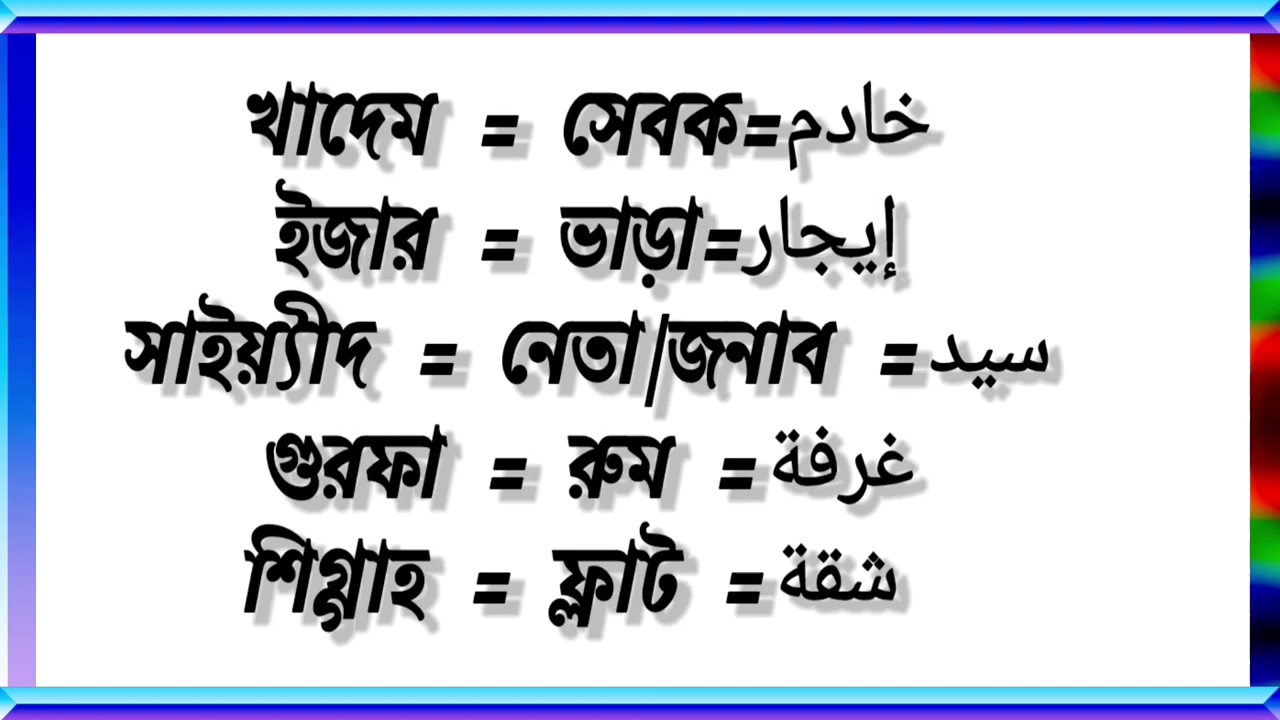 খাদেম = সেবক=خادم
ইজার = ভাড়া=إيجار
সাইয়্যীদ = নেতা/জনাব =سيد
গুরফা = রুম =غرفة
শিগ্গাহ = ফ্লাট =شقة